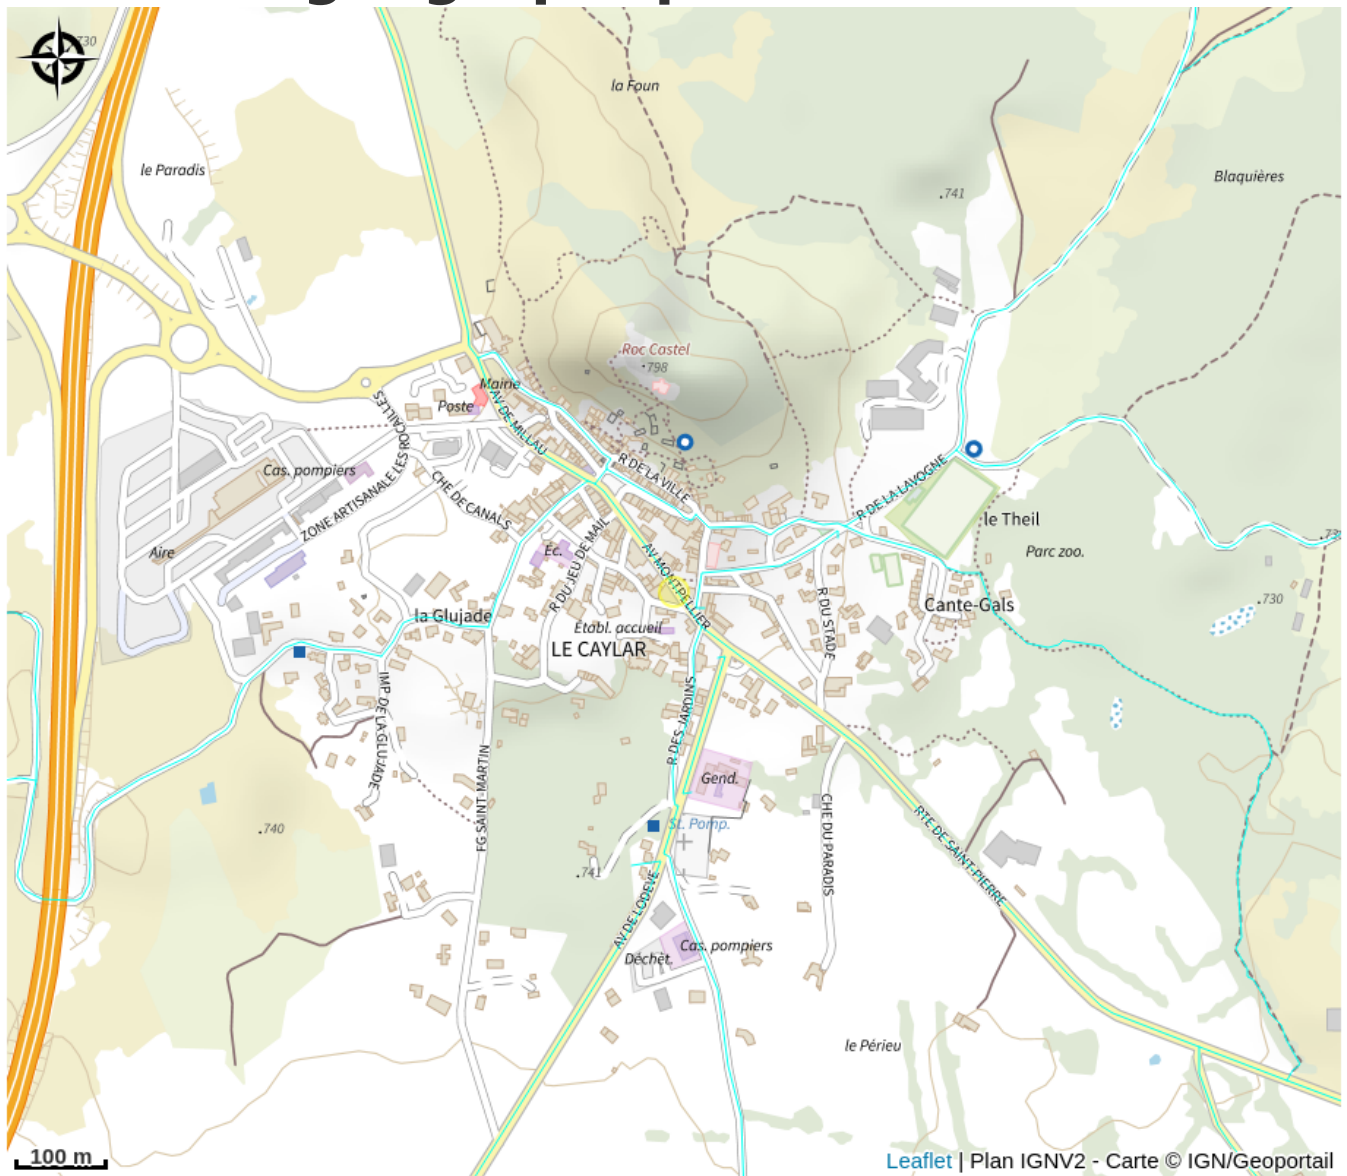 730
la Foun
le Paradis
.741
Blaquières
Roc Castel
.798
Mairie
Poste
AV DE MILLAU
ZONE ARTISANALE LES ROCAILLES
Cas. pompiers
CHE DE CANALS
R DE LA VILLE
R DE LA LAVOGNE
le Theil
Parc zoo.
Aire
Éc.
R DU JEU DE MAIL
AV MONTPELLIER
R DU STADE
Cante-Gals
.730
la Glujade
Établ. accueil
LE CAYLAR
IMP DE LA GLUJADE
R DES JARDINS
FG SAINT-MARTIN
Gend.
St. Pomp.
CHE DU PARADIS
RTE DE SAINT-PIERRE
.740
.741
AV DE LODEVE
Cas. pompiers
Déchèt.
le Périeu
100 m
Leaflet | Plan IGNV2 - Carte © IGN/Geoportail